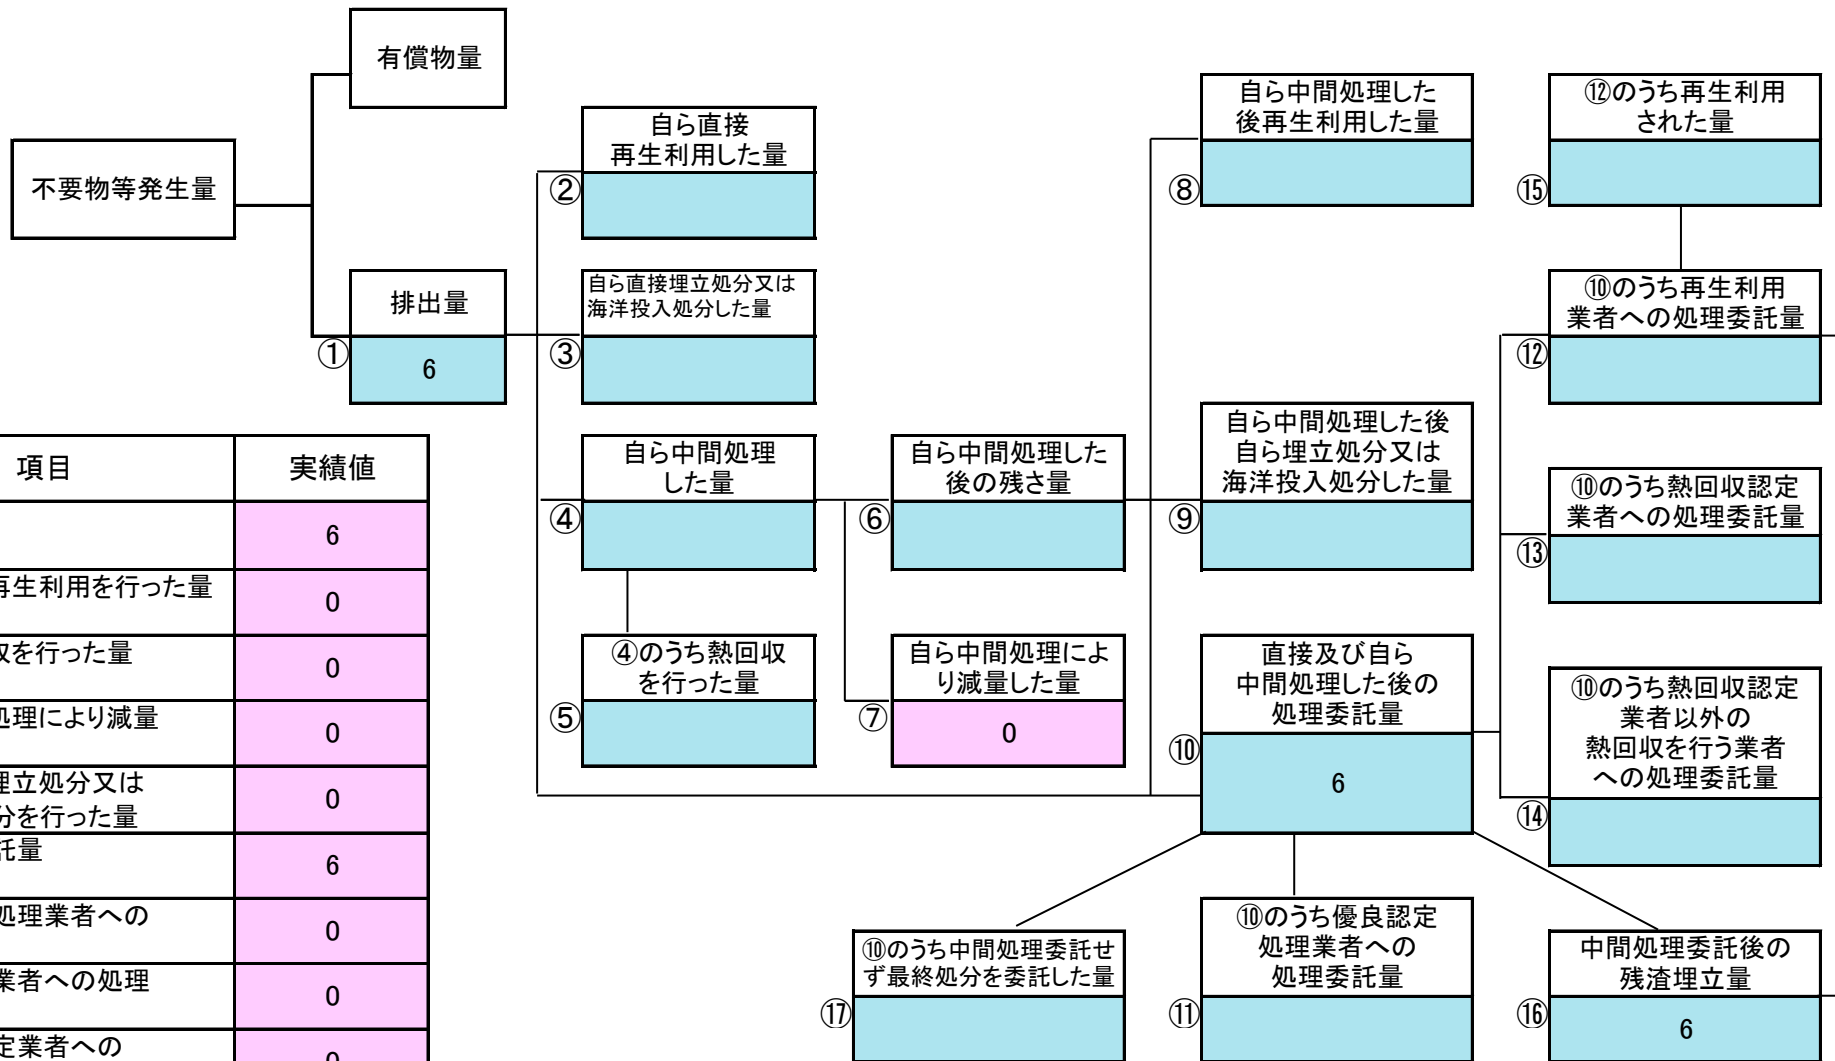 有償物量
不要物等発生量
排出量
①
6
自ら直接
再生利用した量
②
自ら直接埋立処分又は
海洋投入処分した量
③
自ら中間処理
した量
④
④のうち熱回収
を行った量
⑤
自ら中間処理した
後の残さ量
⑥
自ら中間処理によ
り減量した量
⑦
0
自ら中間処理した
後再生利用した量
⑧
自ら中間処理した後
自ら埋立処分又は
海洋投入処分した量
⑨
直接及び自ら
中間処理した後の
処理委託量
⑩
6
⑫のうち再生利用
された量
⑮
⑩のうち再生利用
業者への処理委託量
⑫
⑩のうち熱回収認定
業者への処理委託量
⑬
⑩のうち熱回収認定
業者以外の
熱回収を行う業者
への処理委託量
⑭
⑩のうち中間処理委託せ
ず最終処分を委託した量
⑰
⑩のうち優良認定
処理業者への
処理委託量
⑪
中間処理委託後の
残渣埋立量
⑯
6
項目 実績値
6
再生利用を行った量 0
収を行った量 0
処理により減量 0
埋立処分又は
分を行った量 0
託量 6
処理業者への 0
業者への処理 0
定業者への 0